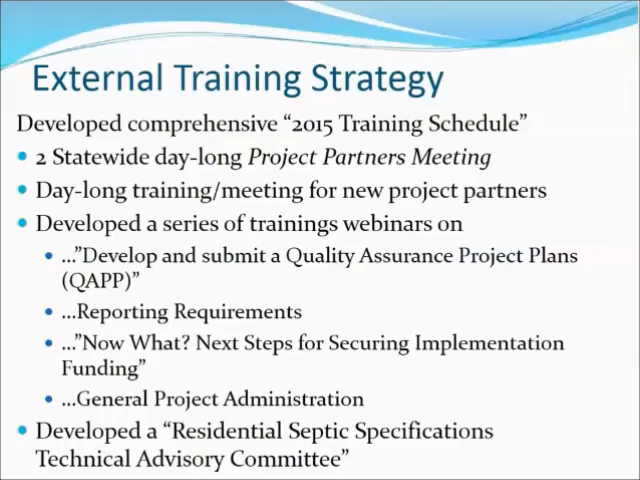 External Training Strategy
Developed comprehensive “2015 Training Schedule”
• 2 Statewide day-long Project Partners Meeting
• Day-long training/meeting for new project partners
• Developed a series of trainings webinars on
• ...”Develop and submit a Quality Assurance Project Plans
(QAPP)”
• ...Reporting Requirements
• ...”Now What? Next Steps for Securing Implementation
Funding”
• ...General Project Administration
• Developed a “Residential Septic Specifications
Technical Advisory Committee”